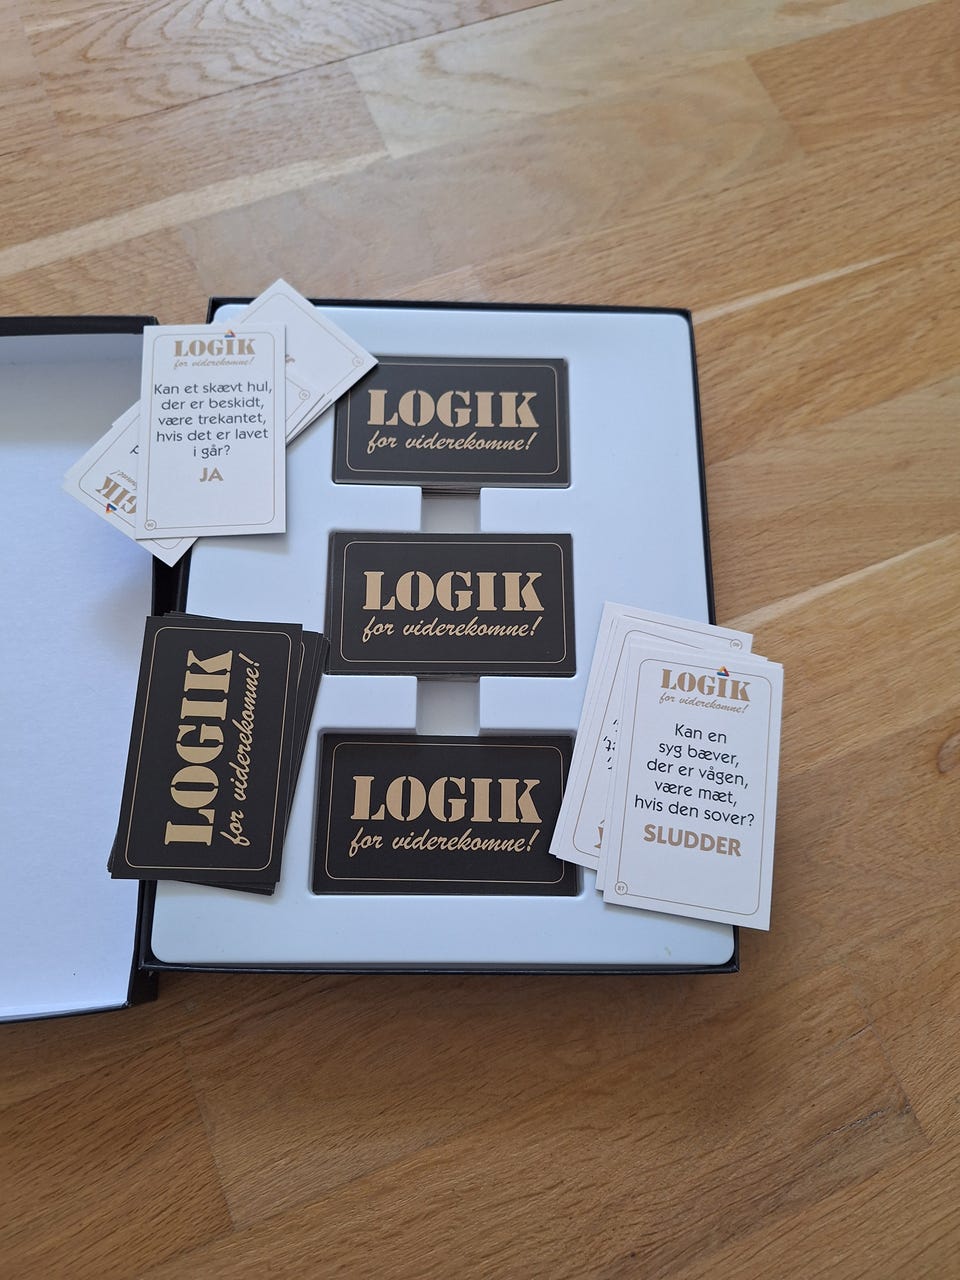 LOGIK
for viderekomne!
Kan et skævt hul,
der er beskidt,
være trekantet,
hvis det er lavet
i går?
JA
LOGIK
for viderekomne!
LOGIK
for viderekomne!
LOGIK
for viderekomne!
LOGIK
for viderekomne!
LOGIK
for viderekomne!
Kan en
syg bæver,
der er vågen,
være mæt,
hvis den sover?
SLUDDER
87